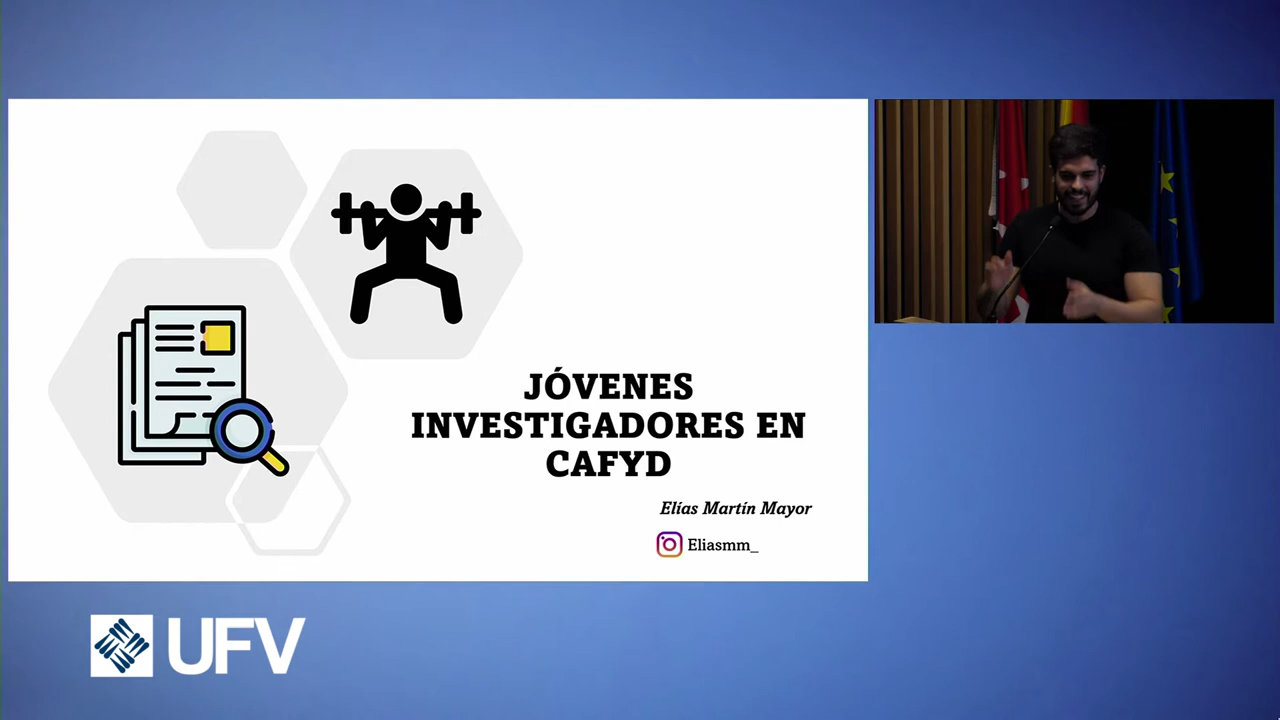 JÓVENES
INVESTIGADORES EN
CAFYD
Elías Martín Mayor
Eliasmm_
UFV